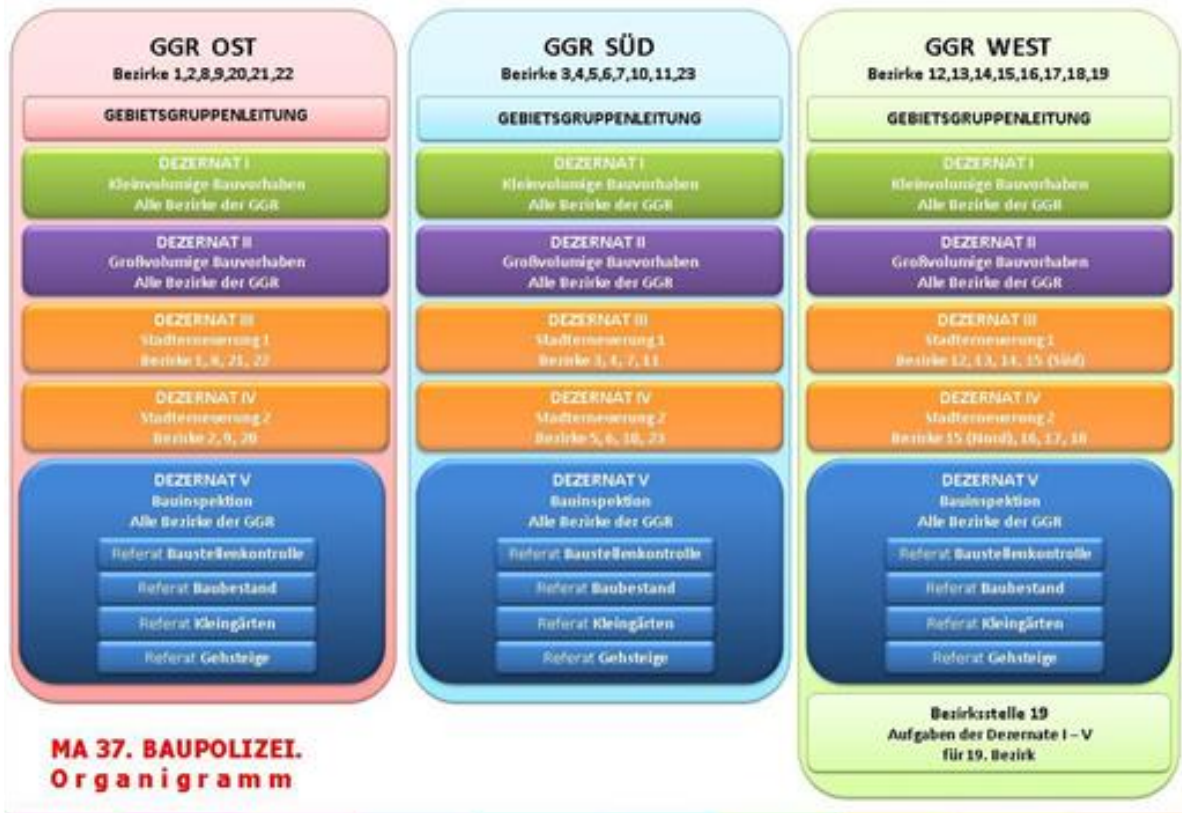 GGR OST
Bezirke 1,2,8,9,20,21,22
GEBIETSGRUPPENLEITUNG
DEZERNAT I
Kleinvolumige Bauvorhaben
Alle Bezirke der GGR
DEZERNAT II
Großvolumige Bauvorhaben
Alle Bezirke der GGR
DEZERNAT III
Stadterneuerung 1
Bezirke 1, 8, 21, 22
DEZERNAT IV
Stadterneuerung 2
Bezirke 2, 9, 20
DEZERNAT V
Bauinspektion
Alle Bezirke der GGR
Referat Baustellenkontrolle
Referat Baubestand
Referat Kleingärten
Referat Gehsteige
GGR SÜD
Bezirke 3,4,5,6,7,10,11,23
GEBIETSGRUPPENLEITUNG
DEZERNAT I
Kleinvolumige Bauvorhaben
Alle Bezirke der GGR
DEZERNAT II
Großvolumige Bauvorhaben
Alle Bezirke der GGR
DEZERNAT III
Stadterneuerung 1
Bezirke 3, 4, 7, 11
DEZERNAT IV
Stadterneuerung 2
Bezirke 5, 6, 10, 23
DEZERNAT V
Bauinspektion
Alle Bezirke der GGR
Referat Baustellenkontrolle
Referat Baubestand
Referat Kleingärten
Referat Gehsteige
GGR WEST
Bezirke 12,13,14,15,16,17,18,19
GEBIETSGRUPPENLEITUNG
DEZERNAT I
Kleinvolumige Bauvorhaben
Alle Bezirke der GGR
DEZERNAT II
Großvolumige Bauvorhaben
Alle Bezirke der GGR
DEZERNAT III
Stadterneuerung 1
Bezirke 12, 13, 14, 15 (Süd)
DEZERNAT IV
Stadterneuerung 2
Bezirke 15 (Nord), 16, 17, 18
DEZERNAT V
Bauinspektion
Alle Bezirke der GGR
Referat Baustellenkontrolle
Referat Baubestand
Referat Kleingärten
Referat Gehsteige
Bezirksstelle 19
Aufgaben der Dezernate I – V
für 19. Bezirk
MA 37. BAUPOLIZEI.
Organigramm